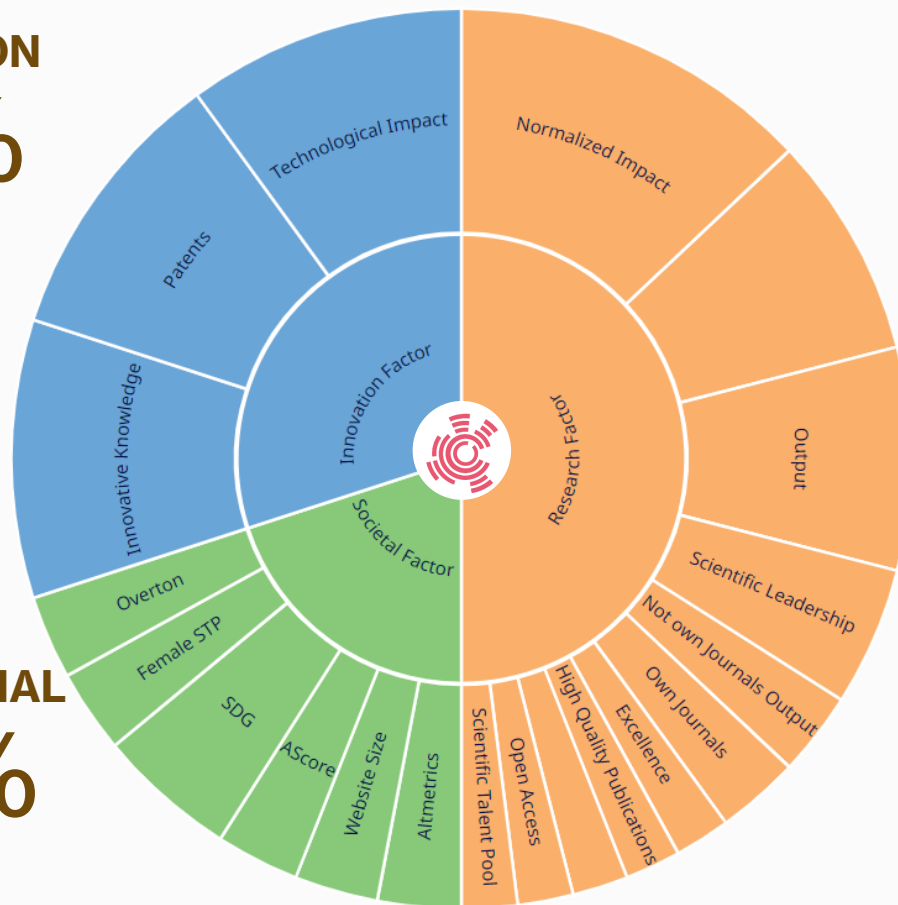 ON
%
Technological Impact
Normalized Impact
Patents
Innovative Knowledge
Innovation Factor
Research Factor
Societal Factor
Output
Scientific Leadership
Not own Journals Output
Own Journals
Excellence
High Quality Publications
Open Access
Scientific Talent Pool
Altmetrics
Website Size
AScore
SDG
Female STP
Overton
IAL
%